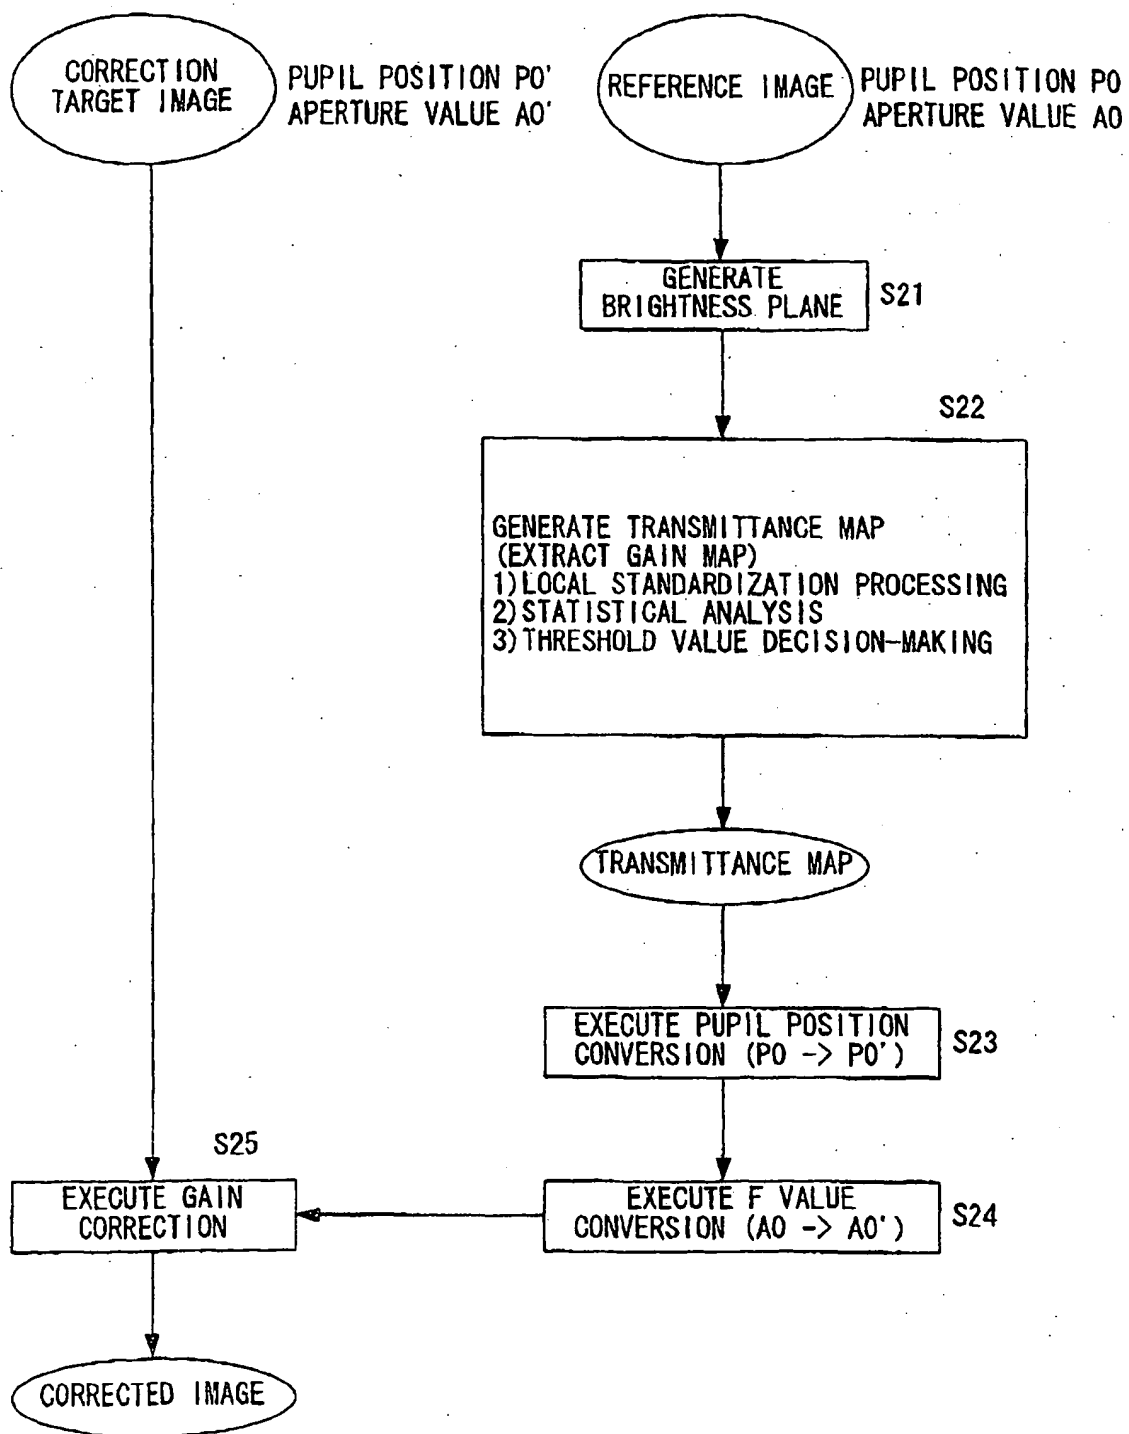 CORRECTION
TARGET IMAGE
PUPIL POSITION PO'
APERTURE VALUE AO'
REFERENCE IMAGE
PUPIL POSITION PO
APERTURE VALUE AO
GENERATE
BRIGHTNESS PLANE
S21
S22
GENERATE TRANSMITTANCE MAP
(EXTRACT GAIN MAP)
1)LOCAL STANDARDIZATION PROCESSING
2)STATISTICAL ANALYSIS
3)THRESHOLD VALUE DECISION-MAKING
TRANSMITTANCE MAP
EXECUTE PUPIL POSITION
CONVERSION (PO -> PO')
S23
S25
EXECUTE GAIN
CORRECTION
EXECUTE F VALUE
CONVERSION (AO -> AO')
S24
CORRECTED IMAGE